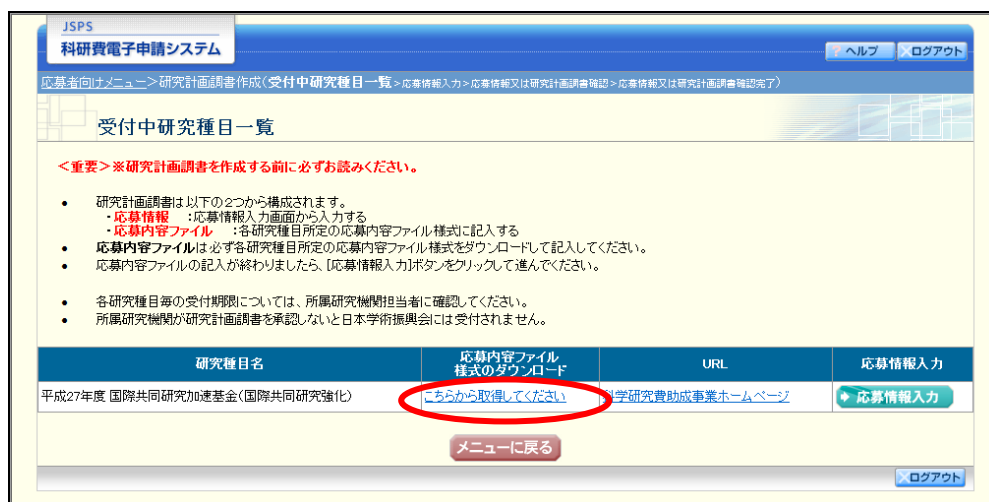 JSPS
科研費電子申請システム
? ヘルプ ×ログアウト
応募者向けメニュー>研究計画調書作成(受付中研究種目一覧>応募情報入力>応募情報又は研究計画調書確認>応募情報又は研究計画調書確認完了)
受付中研究種目一覧
<重要>※研究計画調書を作成する前に必ずお読みください。
• 研究計画調書は以下の2つから構成されます。
・応募情報 :応募情報入力画面から入力する
・応募内容ファイル :各研究種目所定の応募内容ファイル様式に記入する
• 応募内容ファイルは必ず各研究種目所定の応募内容ファイル様式をダウンロードして記入してください。
• 応募内容ファイルの記入が終わりましたら、[応募情報入力]ボタンをクリックして進んでください。
• 各研究種目毎の受付期限については、所属研究機関担当者に確認してください。
• 所属研究機関が研究計画調書を承認しないと日本学術振興会には受付されません。
研究種目名 応募内容ファイル様式のダウンロード URL 応募情報入力
平成27年度 国際共同研究加速基金(国際共同研究強化) こちらから取得してください 科学研究費助成事業ホームページ 応募情報入力
メニューに戻る
×ログアウト